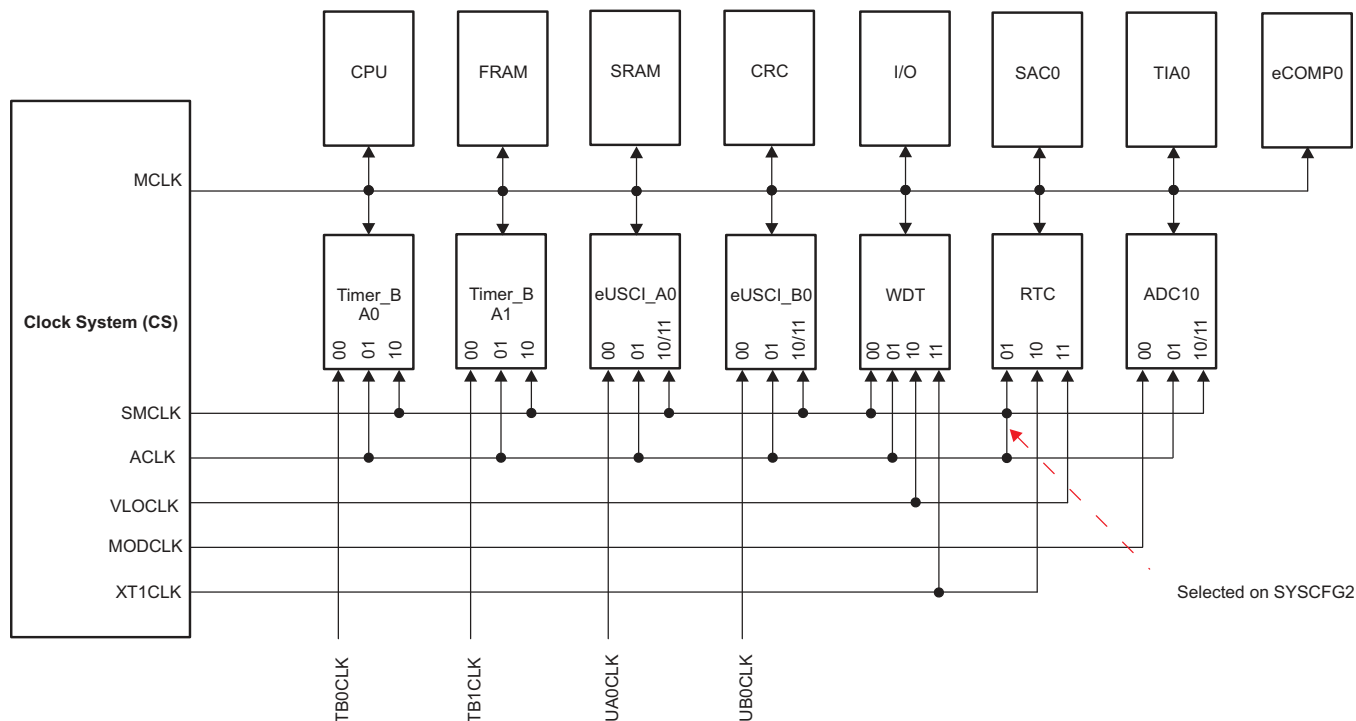 CPU
FRAM
SRAM
CRC
I/O
SAC0
TIA0
eCOMP0
MCLK
Clock System (CS)
Timer_B
A0
00
01
10
Timer_B
A1
00
01
10
eUSCI_A0
00
01
10/11
eUSCI_B0
00
01
10/11
WDT
00
01
10
11
RTC
01
10
11
ADC10
00
01
10/11
SMCLK
ACLK
VLOCLK
MODCLK
XT1CLK
Selected on SYSCFG2
TB0CLK
TB1CLK
UA0CLK
UB0CLK